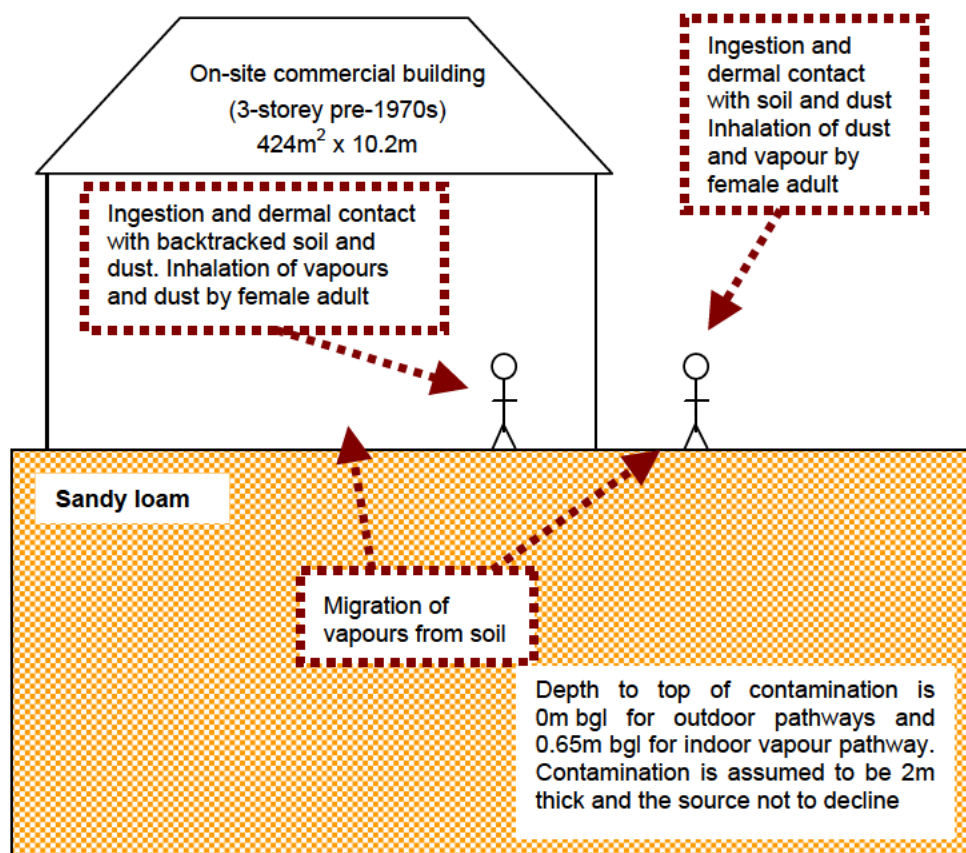 On-site commercial building
(3-storey pre-1970s)
424m² x 10.2m
Ingestion and
dermal contact
with soil and dust
Inhalation of dust
and vapour by
female adult
Ingestion and dermal contact
with backtracked soil and
dust. Inhalation of vapours
and dust by female adult
Sandy loam
Migration of
vapours from soil
Depth to top of contamination is
0m bgl for outdoor pathways and
0.65m bgl for indoor vapour pathway.
Contamination is assumed to be 2m
thick and the source not to decline